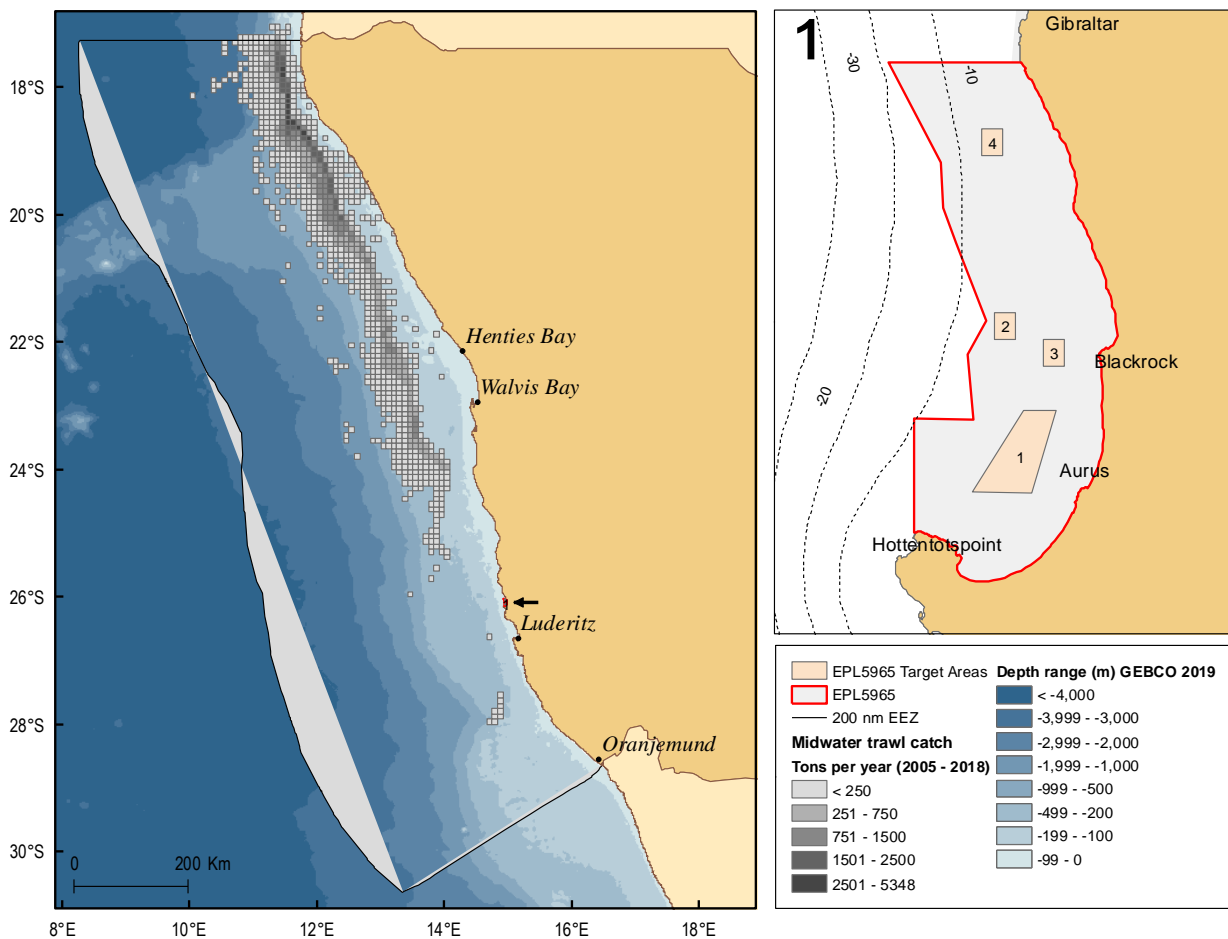 18°S
20°S
22°S
24°S
26°S
28°S
30°S
8°E
10°E
12°E
14°E
16°E
18°E
Henties Bay
Walvis Bay
Luderitz
Oranjemund
0
200 Km
1
Gibraltar
-30
-10
-20
4
2
3
Blackrock
1
Aurus
Hottentotspoint
EPL5965 Target Areas
EPL5965
200 nm EEZ
Midwater trawl catch
Tons per year (2005 - 2018)
< 250
251 - 750
751 - 1500
1501 - 2500
2501 - 5348
Depth range (m) GEBCO 2019
< -4,000
-3,999 - -3,000
-2,999 - -2,000
-1,999 - -1,000
-999 - -500
-499 - -200
-199 - -100
-99 - 0